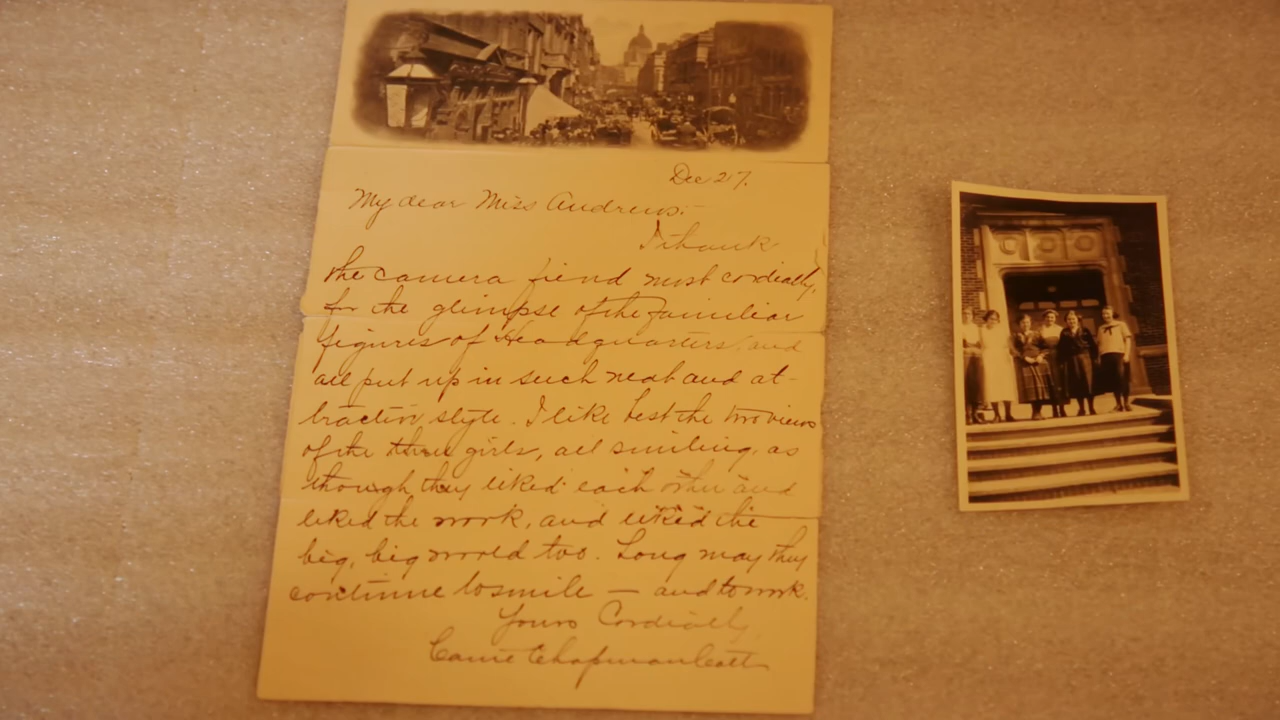 Dec 27.
My dear Miss Andrews:—
I thank
the camera fiend most cordially,
for the glimpse of the familiar
figures of Headquarters and
all put up in such neat and at-
tractive style. I like best the two views
of the three girls, all smiling, as
though they liked each other and
liked the work, and liked the
big, big world too. Long may they
continue to smile — and to work.
Yours Cordially,
Carrie Chapman Catt